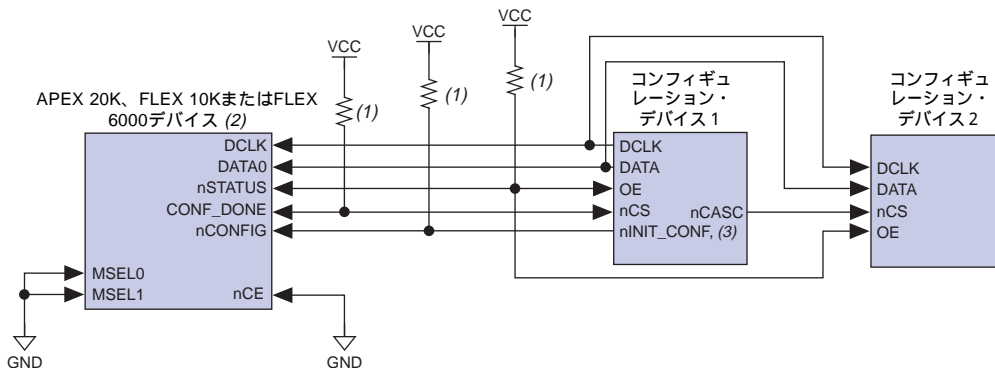 VCC
VCC
VCC
(1)
(1)
(1)
APEX 20K、FLEX 10KまたはFLEX
6000デバイス (2)
DCLK
DATA0
nSTATUS
CONF_DONE
nCONFIG
MSEL0
MSEL1
nCE
GND
GND
コンフィギュ
レーション・
デバイス 1
DCLK
DATA
OE
nCS
nCASC
nINIT_CONF, (3)
コンフィギュ
レーション・
デバイス 2
DCLK
DATA
nCS
OE